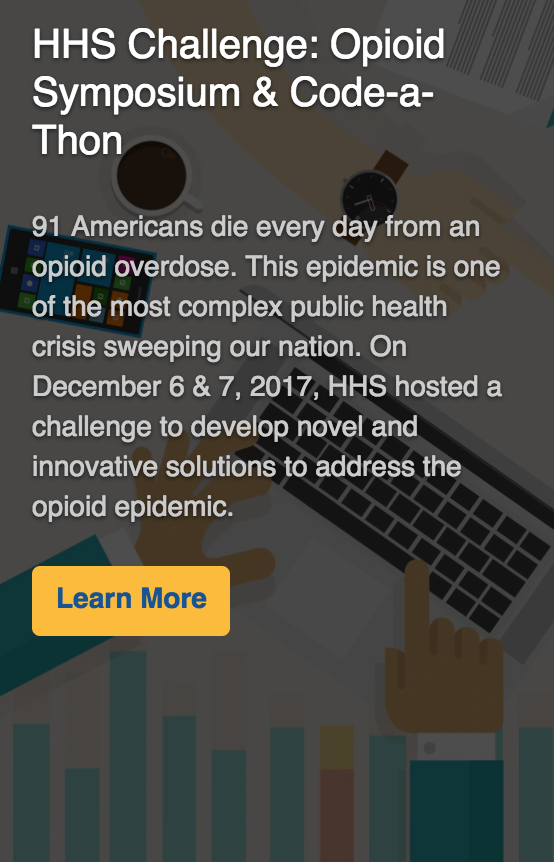 HHS Challenge: Opioid
Symposium & Code-a-
Thon
91 Americans die every day from an
opioid overdose. This epidemic is one
of the most complex public health
crisis sweeping our nation. On
December 6 & 7, 2017, HHS hosted a
challenge to develop novel and
innovative solutions to address the
opioid epidemic.
Learn More